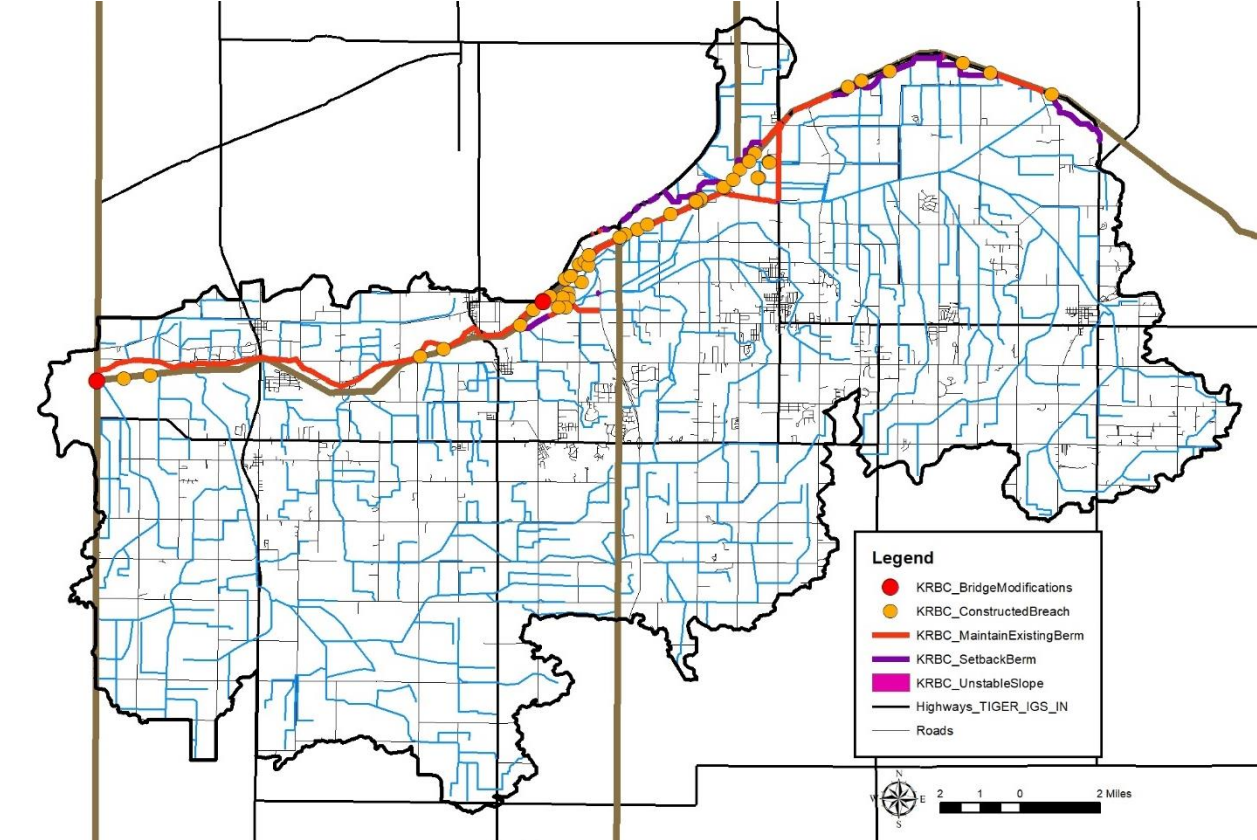 Legend
KRBC_BridgeModifications
KRBC_ConstructedBreach
KRBC_MaintainExistingBerm
KRBC_SetbackBerm
KRBC_UnstableSlope
Highways_TIGER_IGS_IN
Roads
N
W E
S
2 1 0 2 Miles